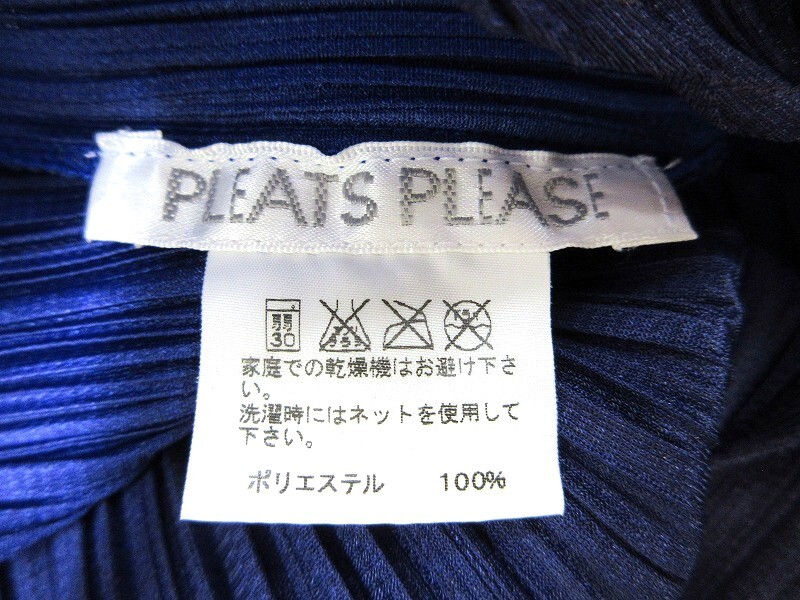 PLEATS PLEASE
弱
30
家庭での乾燥機はお避け下さ
い。
洗濯時にはネットを使用して
下さい。
ポリエステル 100%